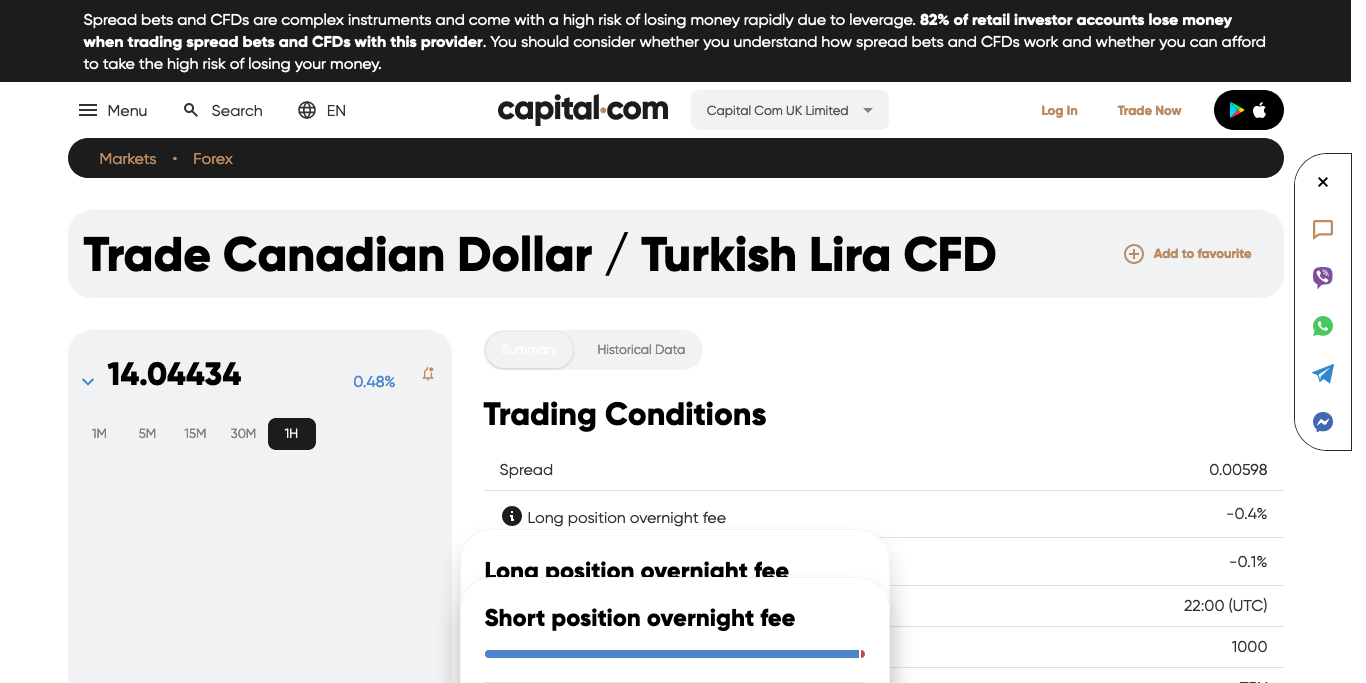 Spread bets and CFDs are complex instruments and come with a high risk of losing money rapidly due to leverage. 82% of retail investor accounts lose money
when trading spread bets and CFDs with this provider. You should consider whether you understand how spread bets and CFDs work and whether you can afford
to take the high risk of losing your money.
Menu Search EN capital.com Capital Com UK Limited Log In Trade Now
Markets • Forex
Trade Canadian Dollar / Turkish Lira CFD Add to favourite
14.04434 0.48%
1M 5M 15M 30M 1H
Summary Historical Data
Trading Conditions
Spread 0.00598
Long position overnight fee -0.4%
Long position overnight fee
-0.1%
22:00 (UTC)
Short position overnight fee
1000